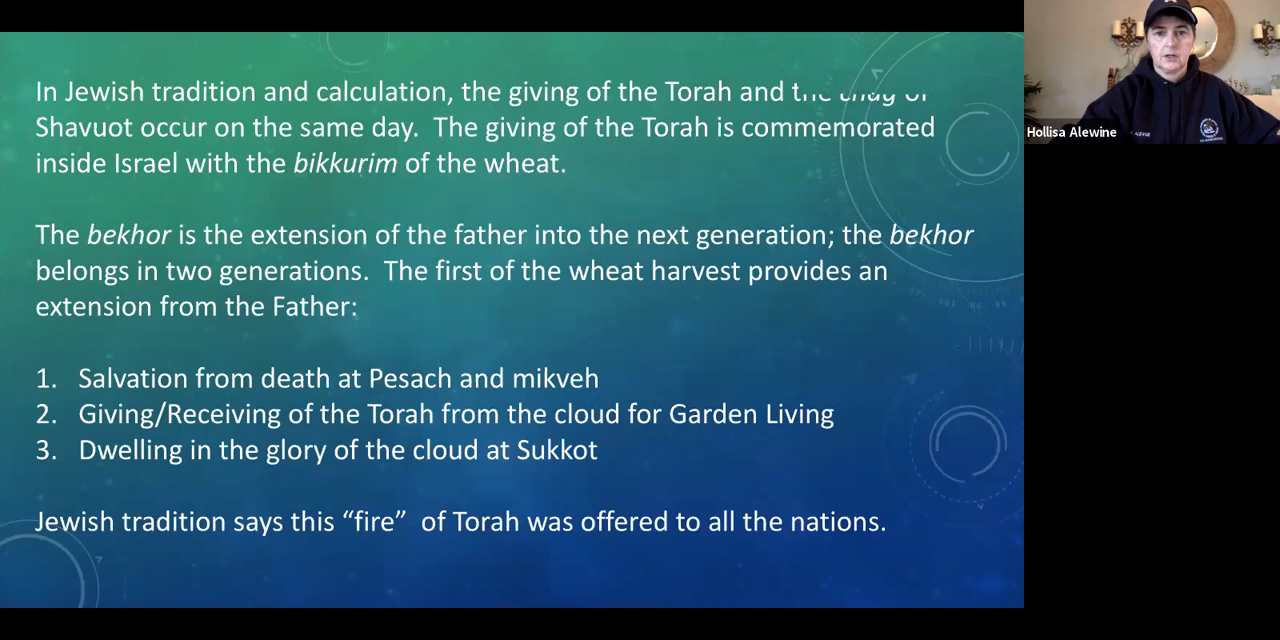 In Jewish tradition and calculation, the giving of the Torah and the chag of
Shavuot occur on the same day.  The giving of the Torah is commemorated
inside Israel with the bikkurim of the wheat.
The bekhor is the extension of the father into the next generation; the bekhor
belongs in two generations.  The first of the wheat harvest provides an
extension from the Father:
1. Salvation from death at Pesach and mikveh
2. Giving/Receiving of the Torah from the cloud for Garden Living
3. Dwelling in the glory of the cloud at Sukkot
Jewish tradition says this “fire”  of Torah was offered to all the nations.
Hollisa Alewine